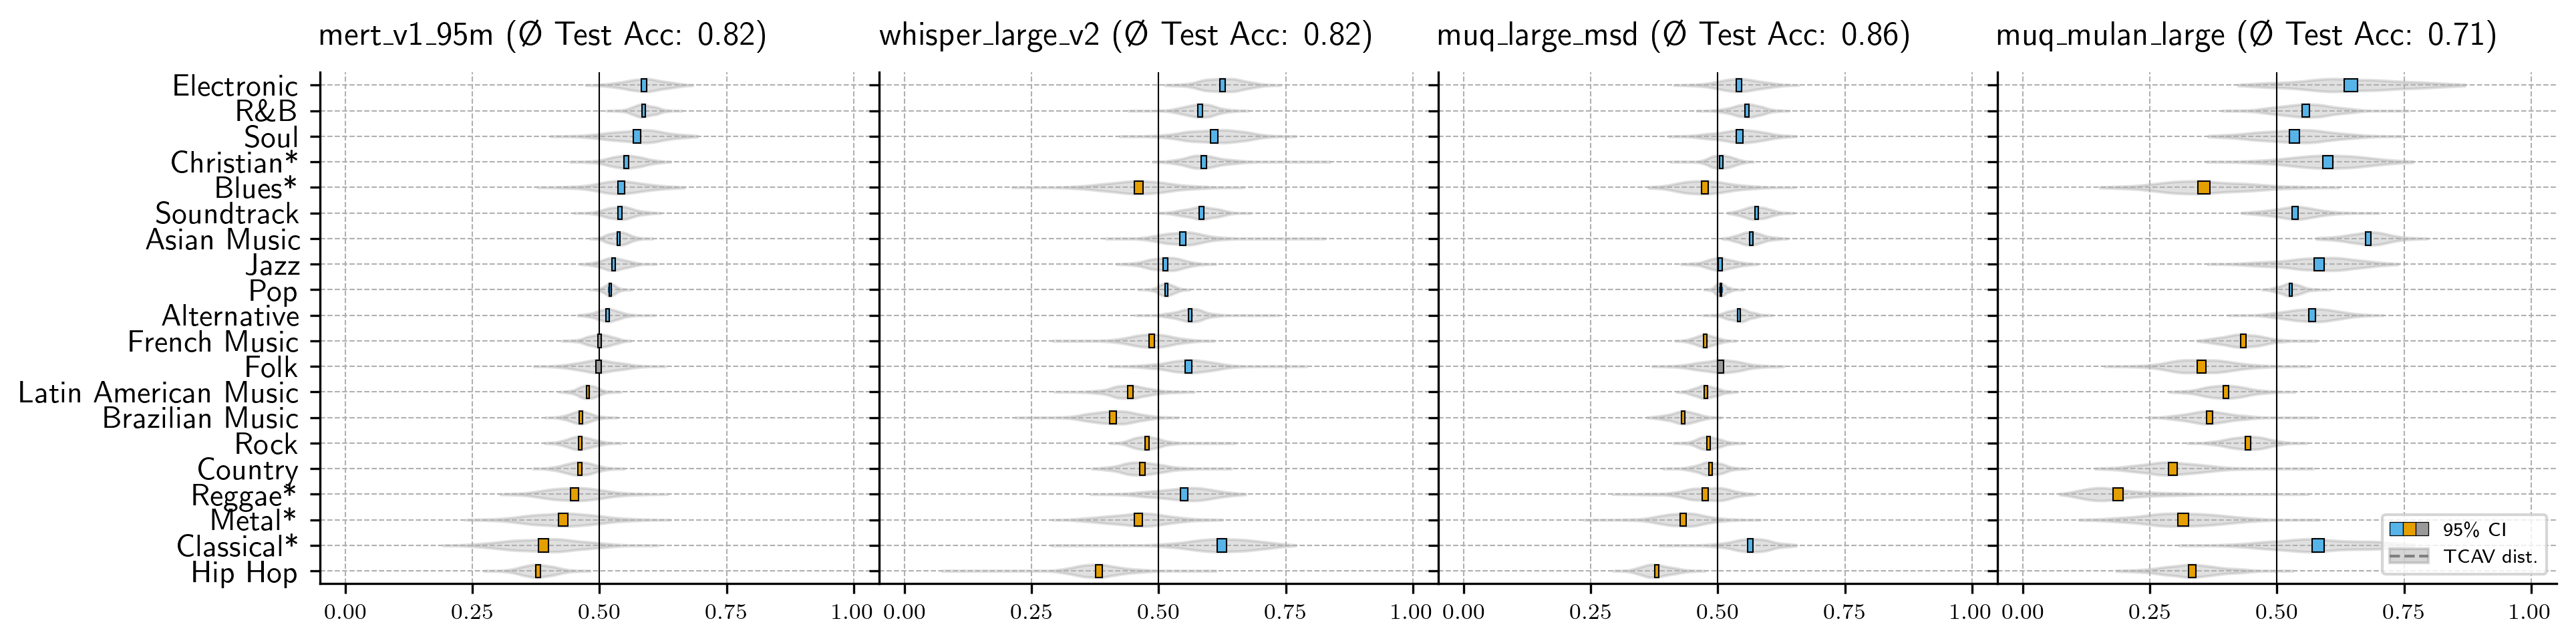 mert_v1_95m (Ø Test Acc: 0.82)
whisper_large_v2 (Ø Test Acc: 0.82)
muq_large_msd (Ø Test Acc: 0.86)
muq_mulan_large (Ø Test Acc: 0.71)
Electronic
R&B
Soul
Christian*
Blues*
Soundtrack
Asian Music
Jazz
Pop
Alternative
French Music
Folk
Latin American Music
Brazilian Music
Rock
Country
Reggae*
Metal*
Classical*
Hip Hop
95% CI
TCAV dist.
0.00 0.25 0.50 0.75 1.00
0.00 0.25 0.50 0.75 1.00
0.00 0.25 0.50 0.75 1.00
0.00 0.25 0.50 0.75 1.00